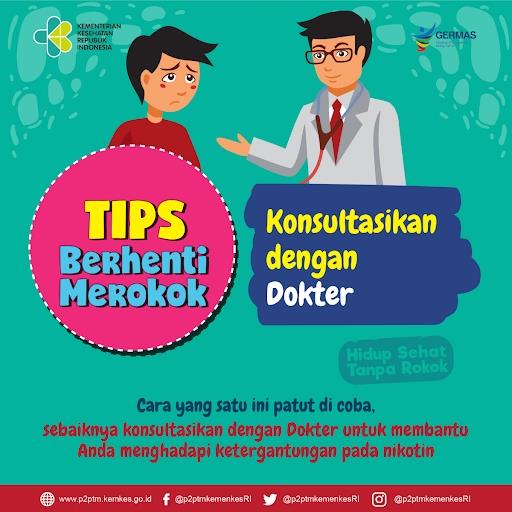 KEMENTERIAN
KESEHATAN
REPUBLIK
INDONESIA
GERMAS
TIPS
Berhenti
Merokok
Konsultasikan
dengan
Dokter
Hidup Sehat
Tanpa Rokok
Cara yang satu ini patut di coba,
sebaiknya konsultasikan dengan Dokter untuk membantu
Anda menghadapi ketergantungan pada nikotin
www.p2ptm.kemkes.go.id
@p2ptmkemenkesRI
@p2ptmkemenkesRI
@p2ptmkemenkesRI